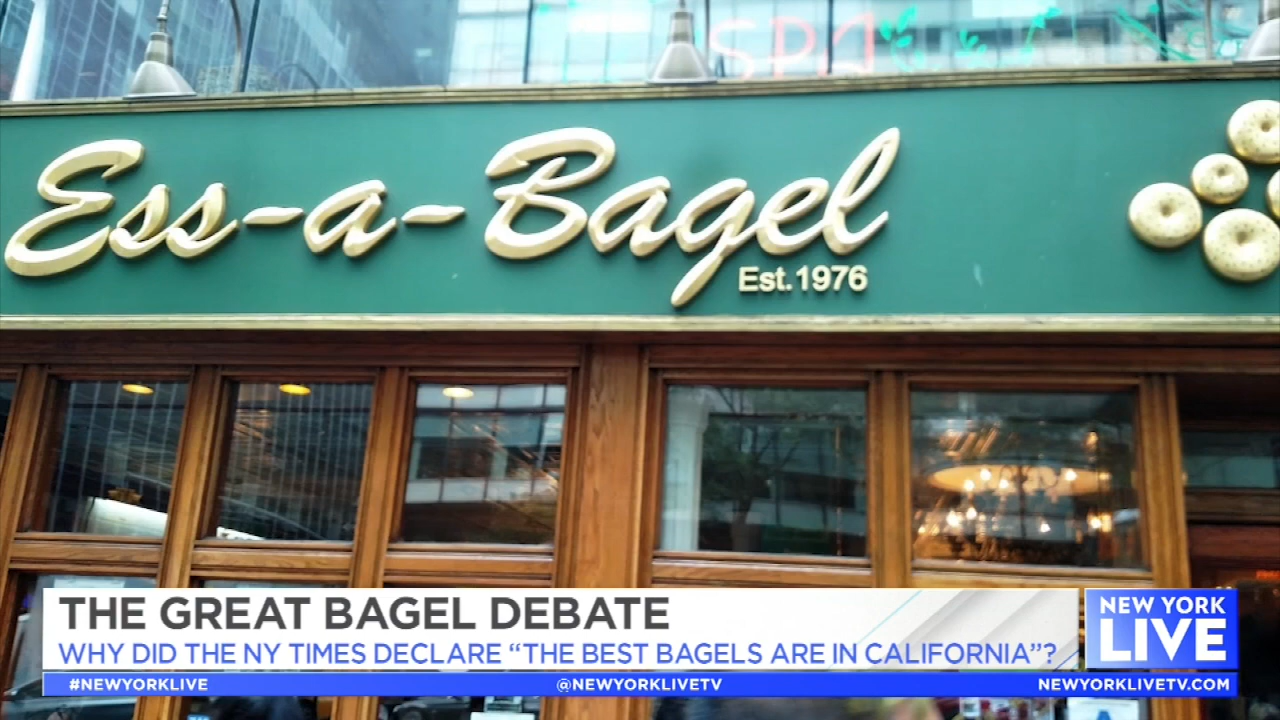 SPA
Ess-a-Bagel
Est.1976
THE GREAT BAGEL DEBATE
WHY DID THE NY TIMES DECLARE “THE BEST BAGELS ARE IN CALIFORNIA”?
NEW YORK
LIVE
#NEWYORKLIVE
@NEWYORKLIVETV
NEWYORKLIVETV.COM